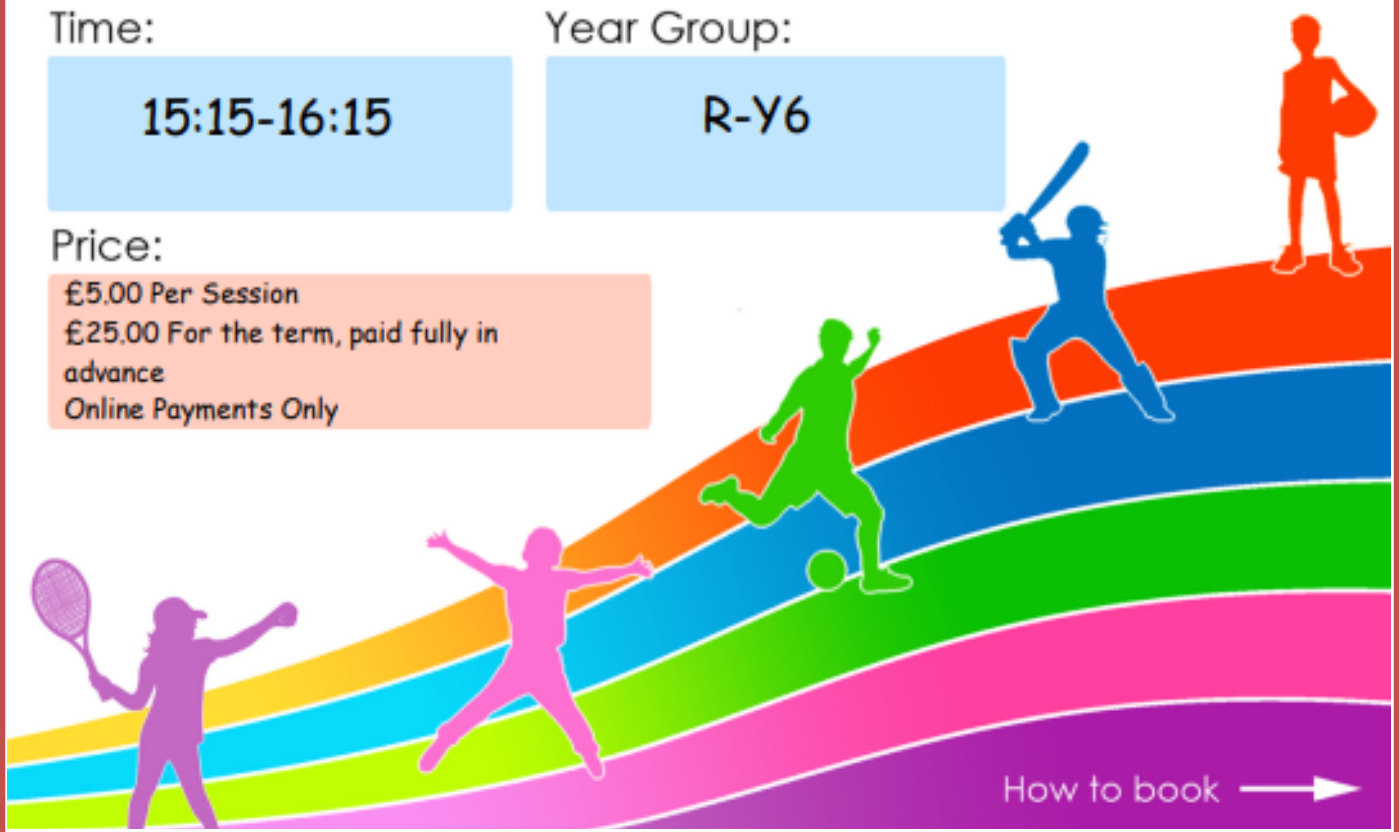 Time:
Year Group:
15:15-16:15
R-Y6
Price:
£5.00 Per Session
£25.00 For the term, paid fully in
advance
Online Payments Only
How to book